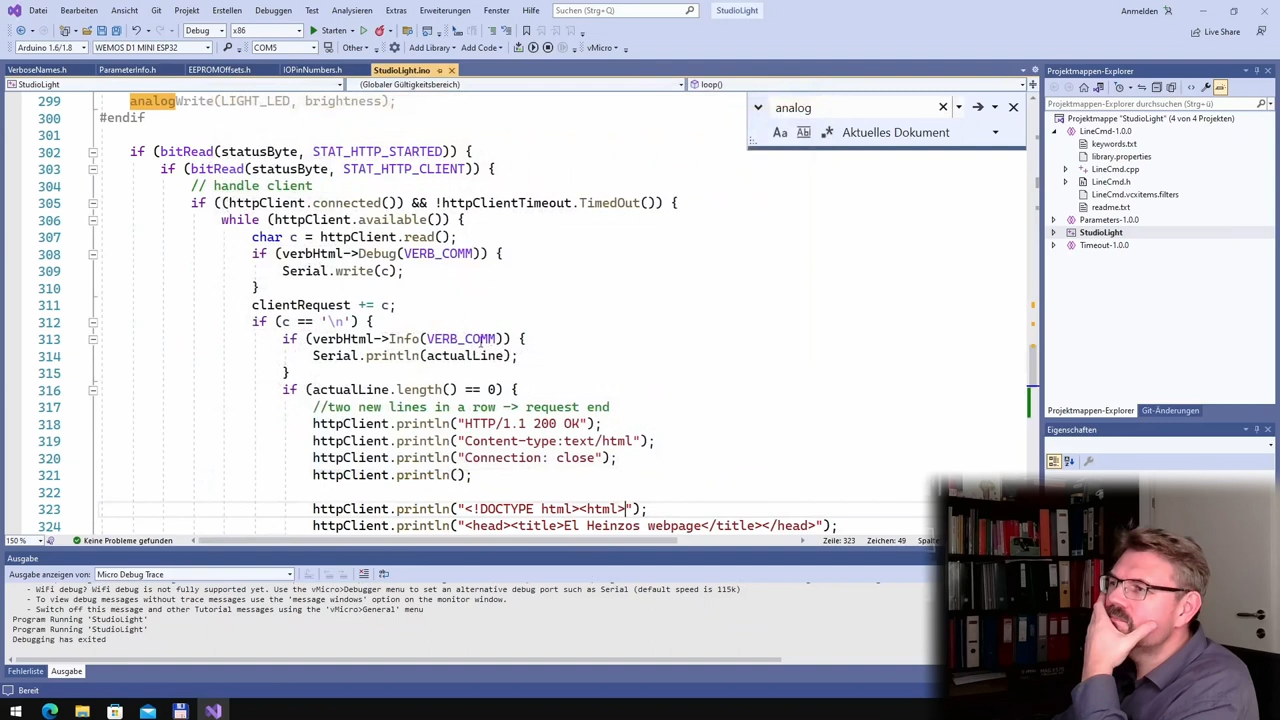 Datei Bearbeiten Ansicht Git Projekt Erstellen Debuggen Test Analysieren Extras Erweiterungen Fenster Hilfe Suchen (Strg+Q) StudioLight Anmelden
Debug x86 Starten Live Share
Arduino 1.6/1.8 WEMOS D1 MINI ESP32 COM5 Other Add Library Add Code vMicro
VerboseNames.h ParameterInfo.h EEPROMOffsets.h IOPinNumbers.h StudioLight.ino
StudioLight (Globaler Gültigkeitsbereich) loop()
analog
Aktuelles Dokument
299 analogWrite(LIGHT_LED, brightness);
300 #endif
301
302 if (bitRead(statusByte, STAT_HTTP_STARTED)) {
303 if (bitRead(statusByte, STAT_HTTP_CLIENT)) {
304 // handle client
305 if ((httpClient.connected()) && !httpClientTimeout.TimedOut()) {
306 while (httpClient.available()) {
307 char c = httpClient.read();
308 if (verbHtml->Debug(VERB_COMM)) {
309 Serial.write(c);
310 }
311 clientRequest += c;
312 if (c == '\n') {
313 if (verbHtml->Info(VERB_COMM)) {
314 Serial.println(actualLine);
315 }
316 if (actualLine.length() == 0) {
317 //two new lines in a row -> request end
318 httpClient.println("HTTP/1.1 200 OK");
319 httpClient.println("Content-type:text/html");
320 httpClient.println("Connection: close");
321 httpClient.println();
322
323 httpClient.println("<!DOCTYPE html><html>");
324 httpClient.println("<head><title>El Heinzos webpage</title></head>");
150 % Keine Probleme gefunden Zeile: 323 Zeichen: 49
Ausgabe
Ausgabe anzeigen von: Micro Debug Trace
- Wifi debug? Wifi debug is not fully supported yet. Use the vMicro>Debugger menu to set an alternative debug port such as Serial (default speed is 115k)
- To view debug messages without trace messages use the 'message windows' option on the monitor window.
- Switch off this message and other Tutorial messages using the 'vMicro>General' menu
Program Running 'StudioLight'
Program Running 'StudioLight'
Debugging has exited
Fehlerliste Ausgabe
Bereit
Projektmappen-Explorer
Projektmappen-Explorer durchsuchen (Strg+ü)
Projektmappe "StudioLight" (4 von 4 Projekten)
LineCmd-1.0.0
keywords.txt
library.properties
LineCmd.cpp
LineCmd.h
LineCmd.vcxitems.filters
readme.txt
Parameters-1.0.0
StudioLight
Timeout-1.0.0
Projektmappen-Explorer Git-Änderungen
Eigenschaften